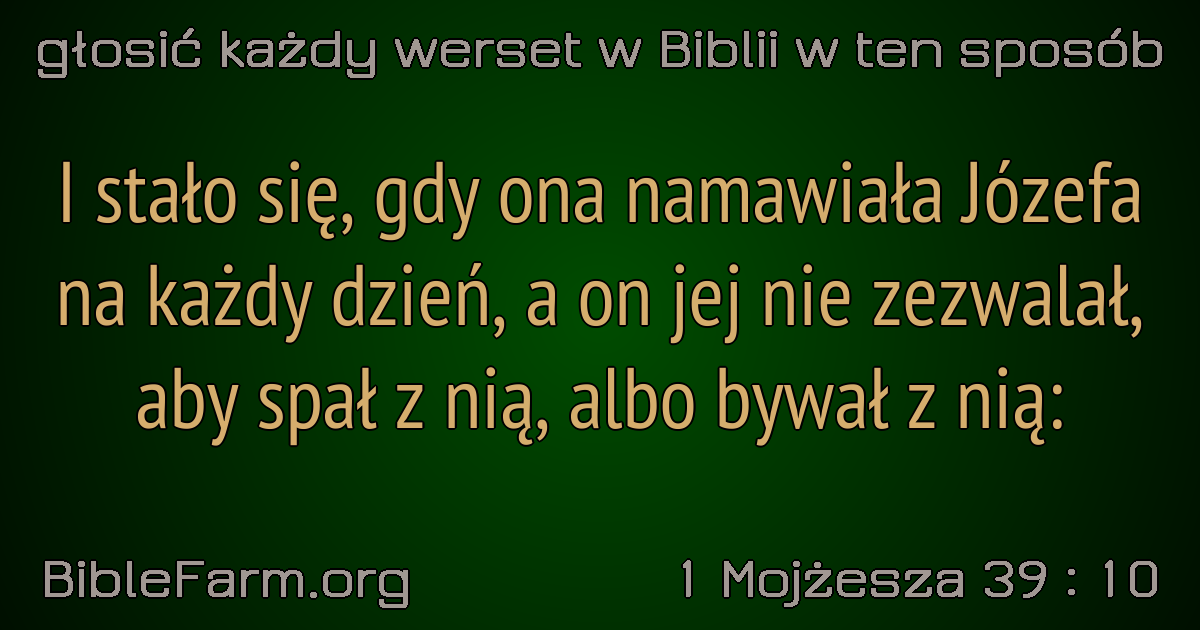 głosić każdy werset w Biblii w ten sposób
I stało się, gdy ona namawiała Józefa
na każdy dzień, a on jej nie zezwalał,
aby spał z nią, albo bywał z nią:
BibleFarm.org
1 Mojżesza 39 : 10